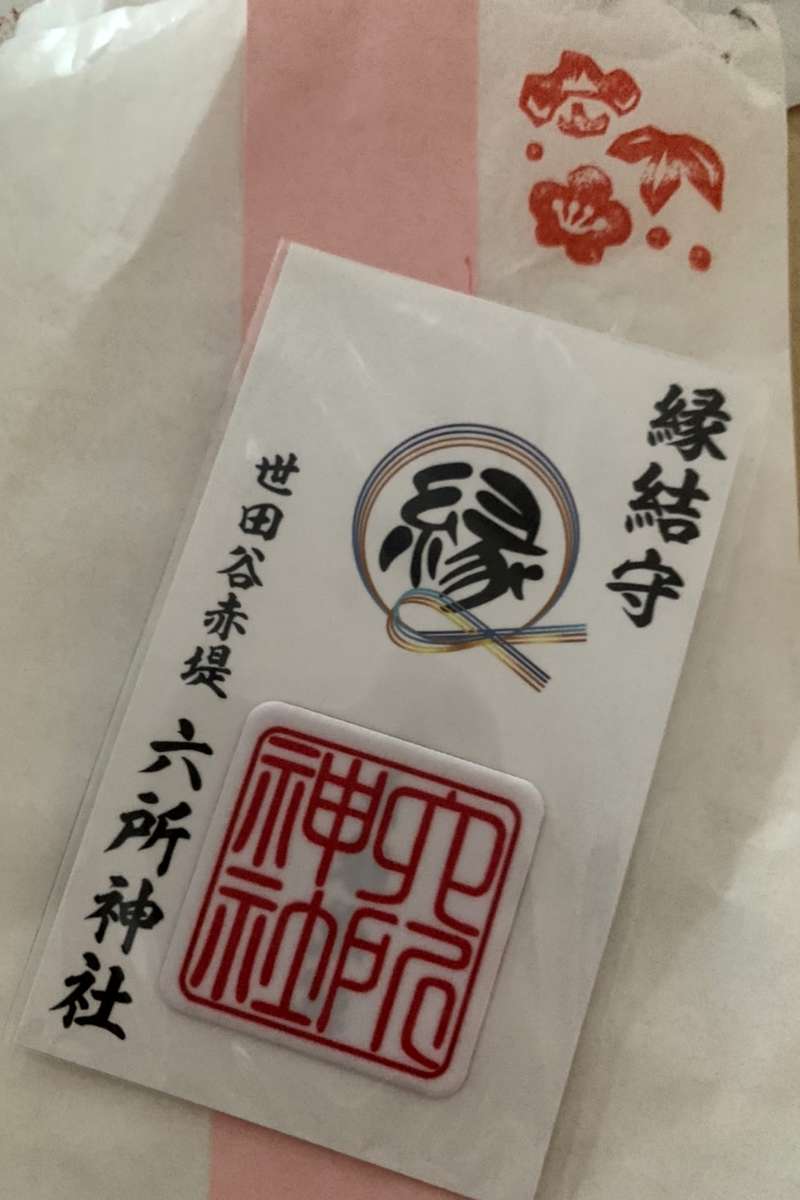 縁結守
縁
世田谷赤堤 六所神社
六所
神社